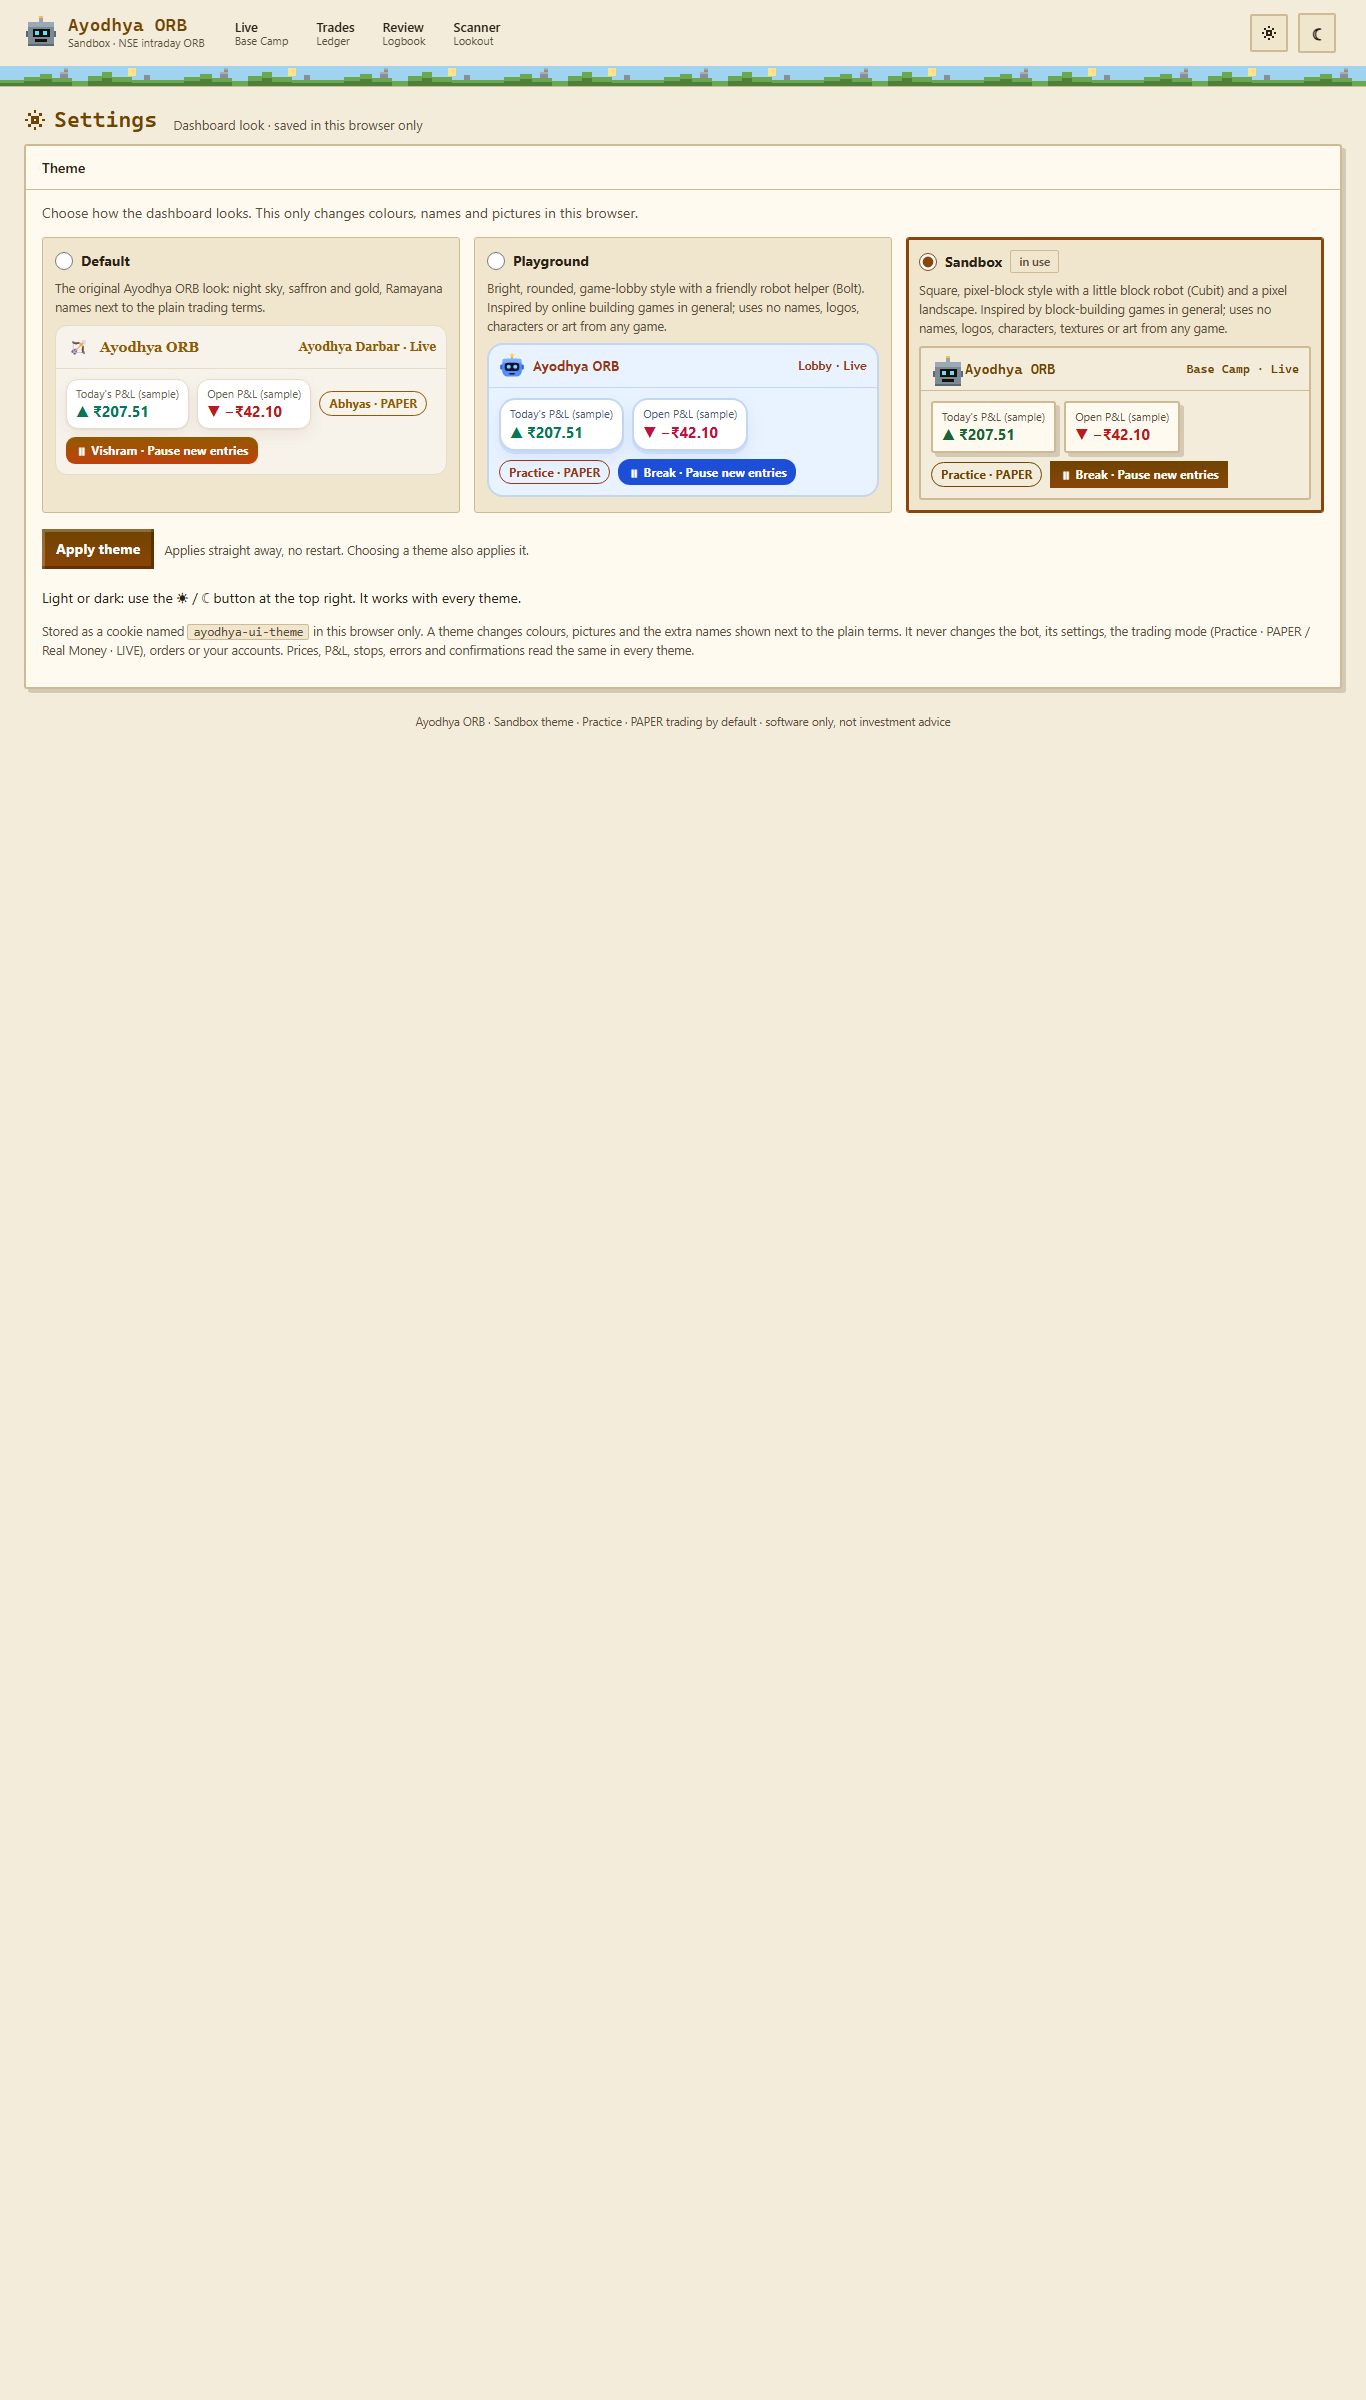 Ayodhya ORB
Sandbox · NSE intraday ORB
Live
Base Camp
Trades
Ledger
Review
Logbook
Scanner
Lookout
Settings
Dashboard look · saved in this browser only
Theme
Choose how the dashboard looks. This only changes colours, names and pictures in this browser.
Default
The original Ayodhya ORB look: night sky, saffron and gold, Ramayana
names next to the plain trading terms.
Ayodhya ORB
Ayodhya Darbar · Live
Today's P&L (sample)
▲ ₹207.51
Open P&L (sample)
▼ −₹42.10
Abhyas · PAPER
⏸ Vishram · Pause new entries
Playground
Bright, rounded, game-lobby style with a friendly robot helper (Bolt).
Inspired by online building games in general; uses no names, logos,
characters or art from any game.
Ayodhya ORB
Lobby · Live
Today's P&L (sample)
▲ ₹207.51
Open P&L (sample)
▼ −₹42.10
Practice · PAPER
⏸ Break · Pause new entries
Sandbox
in use
Square, pixel-block style with a little block robot (Cubit) and a pixel
landscape. Inspired by block-building games in general; uses no
names, logos, characters, textures or art from any game.
Ayodhya ORB
Base Camp · Live
Today's P&L (sample)
▲ ₹207.51
Open P&L (sample)
▼ −₹42.10
Practice · PAPER
⏸ Break · Pause new entries
Apply theme
Applies straight away, no restart. Choosing a theme also applies it.
Light or dark: use the ☀ / ☾ button at the top right. It works with every theme.
Stored as a cookie named ayodhya-ui-theme in this browser only. A theme changes colours, pictures and the extra names shown next to the plain terms. It never changes the bot, its settings, the trading mode (Practice · PAPER /
Real Money · LIVE), orders or your accounts. Prices, P&L, stops, errors and confirmations read the same in every theme.
Ayodhya ORB · Sandbox theme · Practice · PAPER trading by default · software only, not investment advice